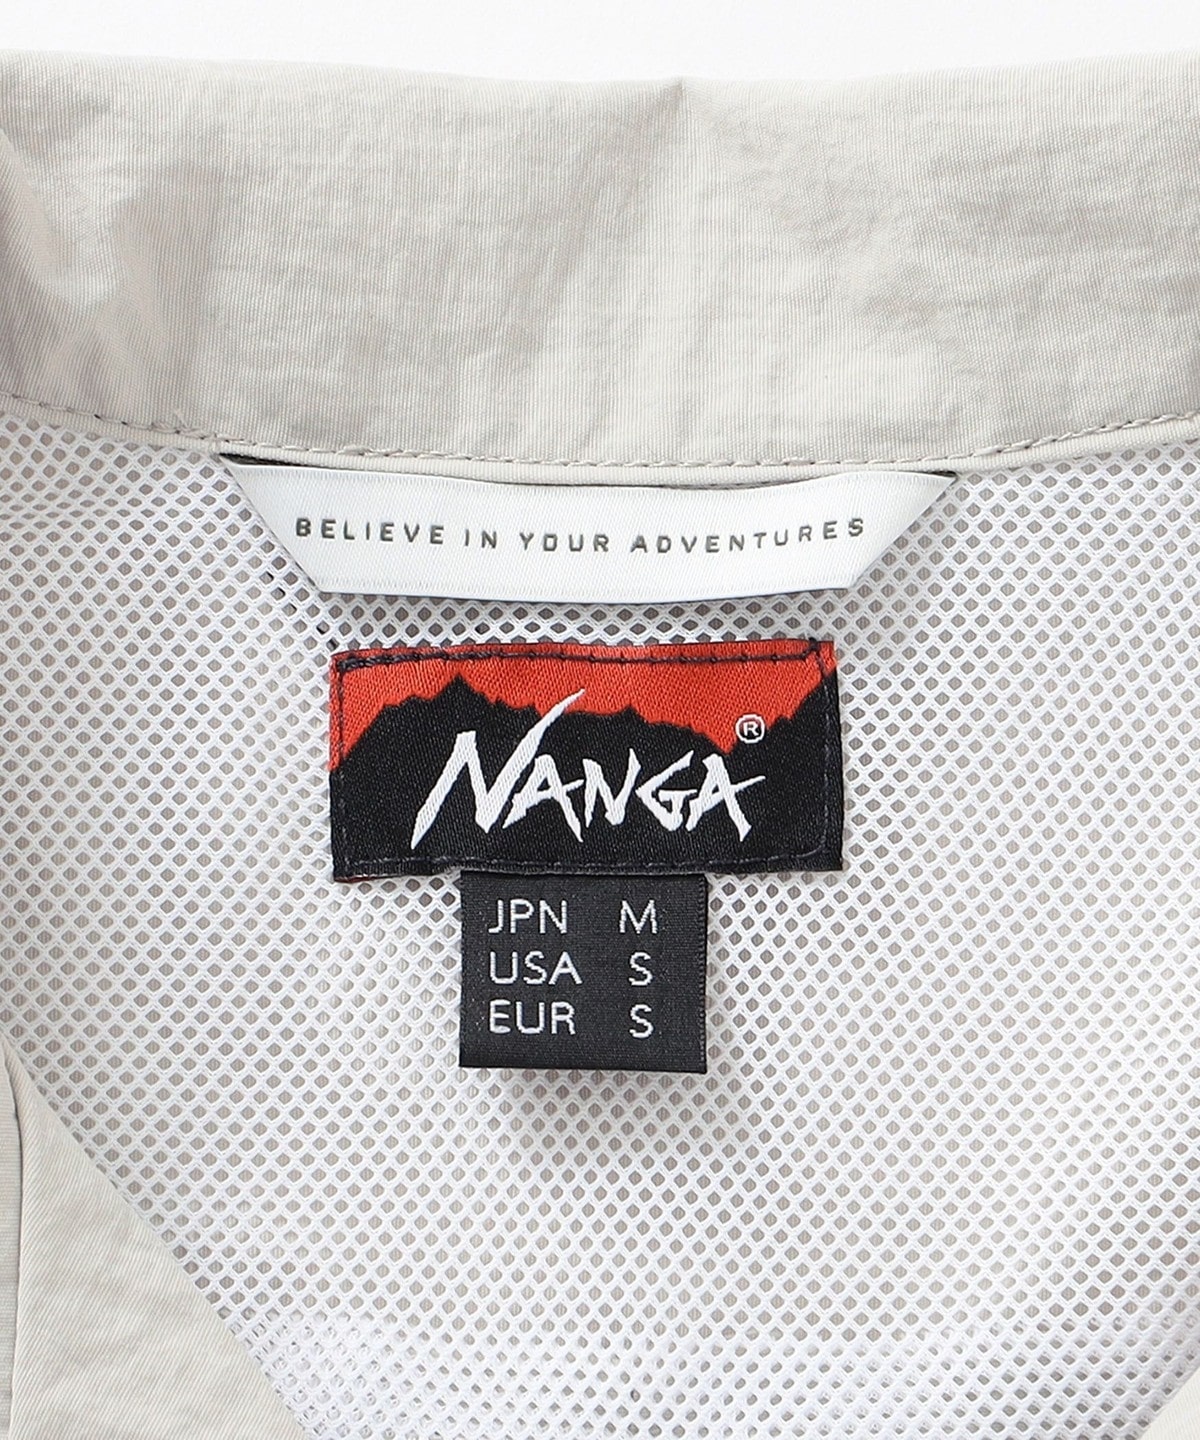 BELIEVE IN YOUR ADVENTURES
NANGA®
JPN M
USA S
EUR S